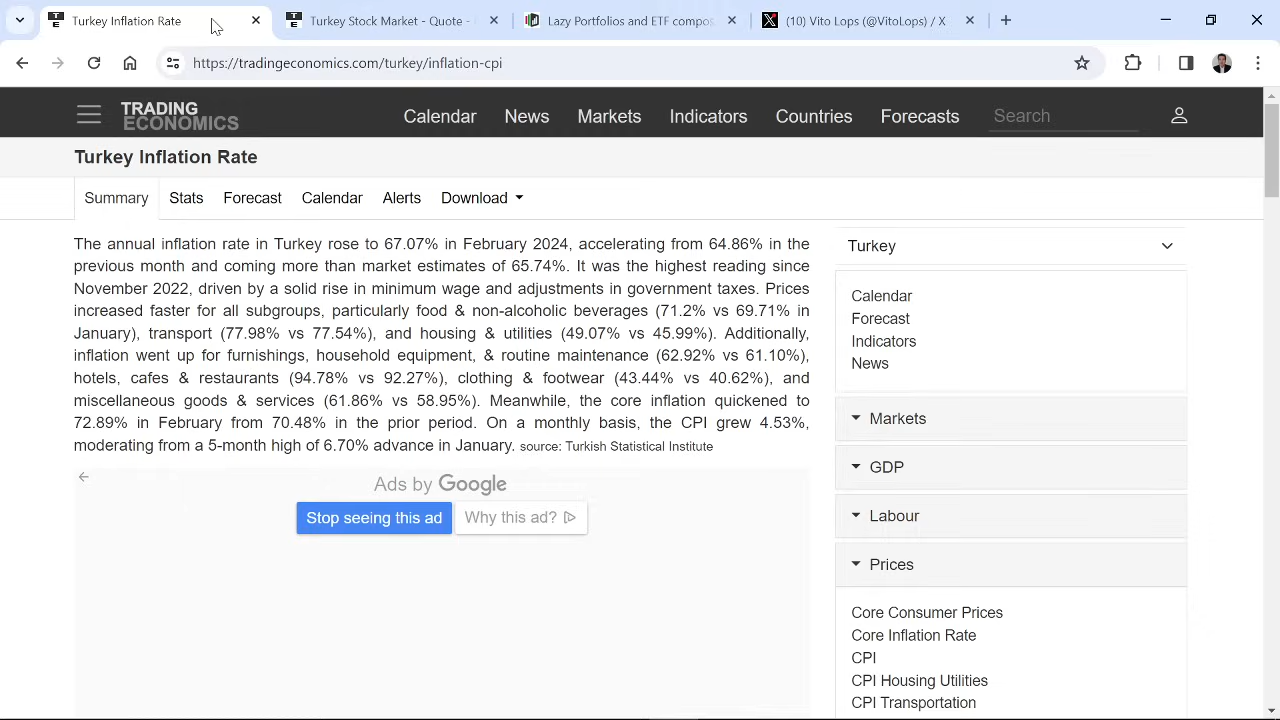 Turkey Inflation Rate
Turkey Stock Market - Quote -
Lazy Portfolios and ETF compos
(10) Vito Lops (@VitoLops) / X
https://tradingeconomics.com/turkey/inflation-cpi
TRADING
ECONOMICS
Calendar News Markets Indicators Countries Forecasts Search
Turkey Inflation Rate
Summary Stats Forecast Calendar Alerts Download
The annual inflation rate in Turkey rose to 67.07% in February 2024, accelerating from 64.86% in the
previous month and coming more than market estimates of 65.74%. It was the highest reading since
November 2022, driven by a solid rise in minimum wage and adjustments in government taxes. Prices
increased faster for all subgroups, particularly food & non-alcoholic beverages (71.2% vs 69.71% in
January), transport (77.98% vs 77.54%), and housing & utilities (49.07% vs 45.99%). Additionally,
inflation went up for furnishings, household equipment, & routine maintenance (62.92% vs 61.10%),
hotels, cafes & restaurants (94.78% vs 92.27%), clothing & footwear (43.44% vs 40.62%), and
miscellaneous goods & services (61.86% vs 58.95%). Meanwhile, the core inflation quickened to
72.89% in February from 70.48% in the prior period. On a monthly basis, the CPI grew 4.53%,
moderating from a 5-month high of 6.70% advance in January. source: Turkish Statistical Institute
Ads by Google
Stop seeing this ad Why this ad?
Turkey
Calendar
Forecast
Indicators
News
Markets
GDP
Labour
Prices
Core Consumer Prices
Core Inflation Rate
CPI
CPI Housing Utilities
CPI Transportation